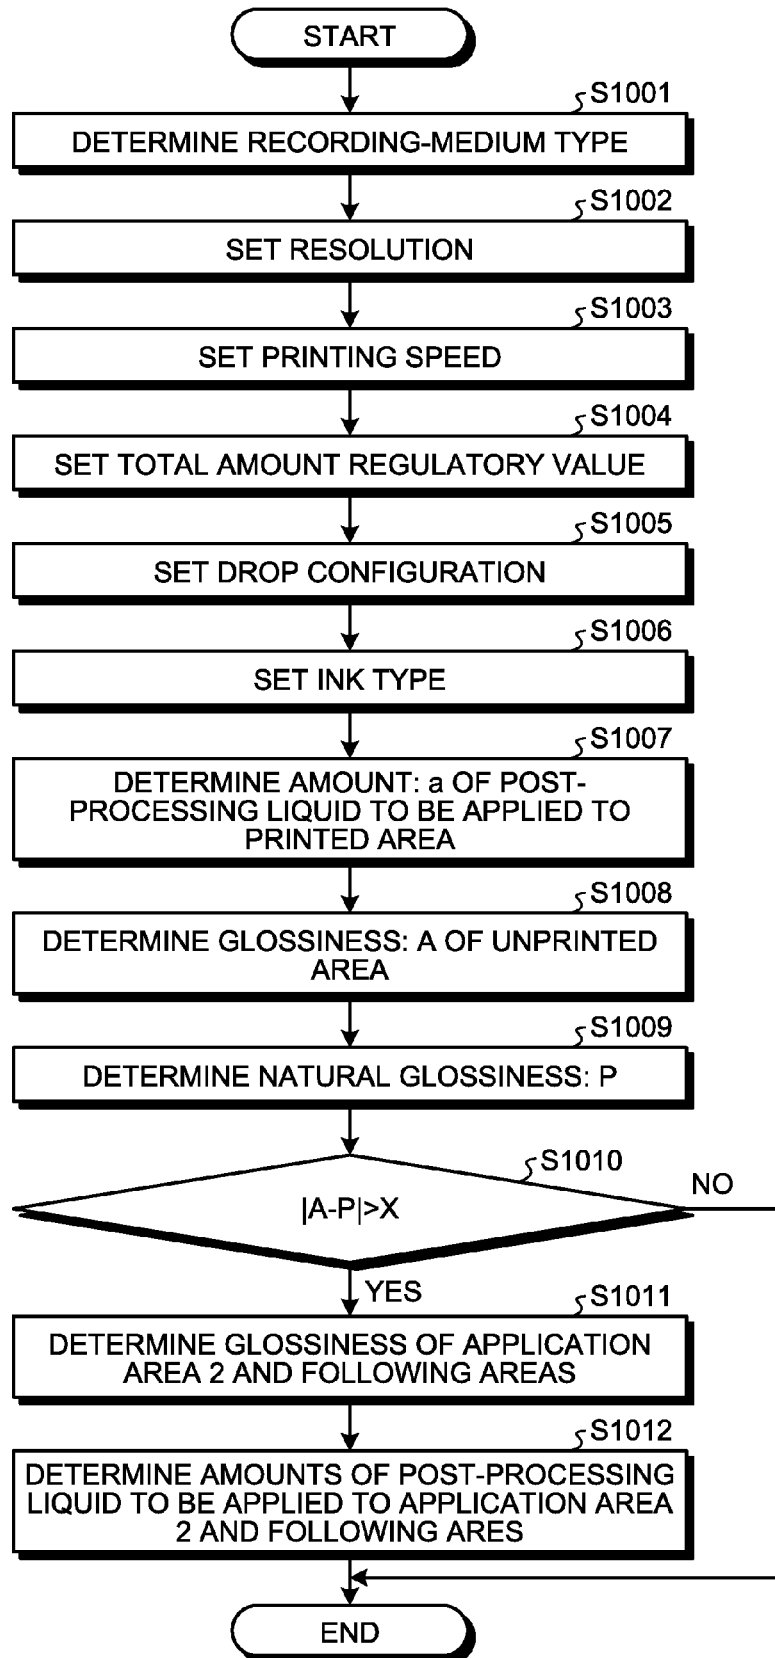 START
S1001
DETERMINE RECORDING-MEDIUM TYPE
S1002
SET RESOLUTION
S1003
SET PRINTING SPEED
S1004
SET TOTAL AMOUNT REGULATORY VALUE
S1005
SET DROP CONFIGURATION
S1006
SET INK TYPE
S1007
DETERMINE AMOUNT: a OF POST-
PROCESSING LIQUID TO BE APPLIED TO
PRINTED AREA
S1008
DETERMINE GLOSSINESS: A OF UNPRINTED
AREA
S1009
DETERMINE NATURAL GLOSSINESS: P
S1010
|A-P|>X
NO
YES
S1011
DETERMINE GLOSSINESS OF APPLICATION
AREA 2 AND FOLLOWING AREAS
S1012
DETERMINE AMOUNTS OF POST-PROCESSING
LIQUID TO BE APPLIED TO APPLICATION AREA
2 AND FOLLOWING ARES
END